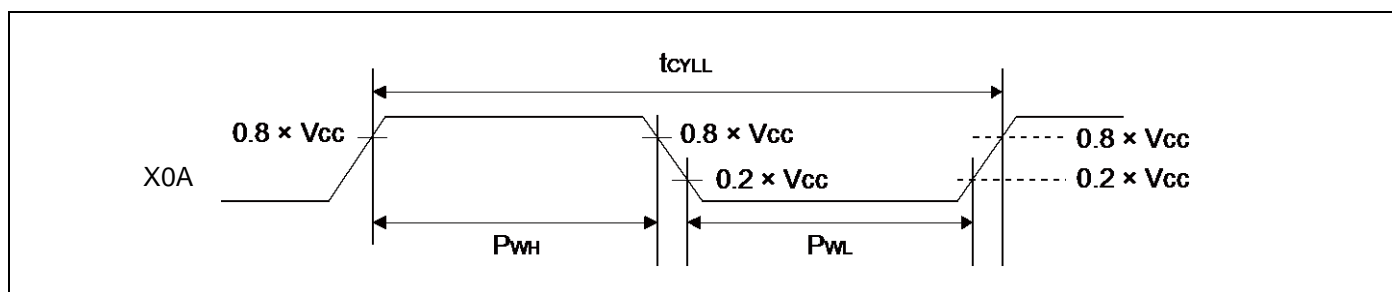 tCYLL
0.8 × Vcc
0.8 × Vcc
0.8 × Vcc
X0A
0.2 × Vcc
0.2 × Vcc
PWH
PWL